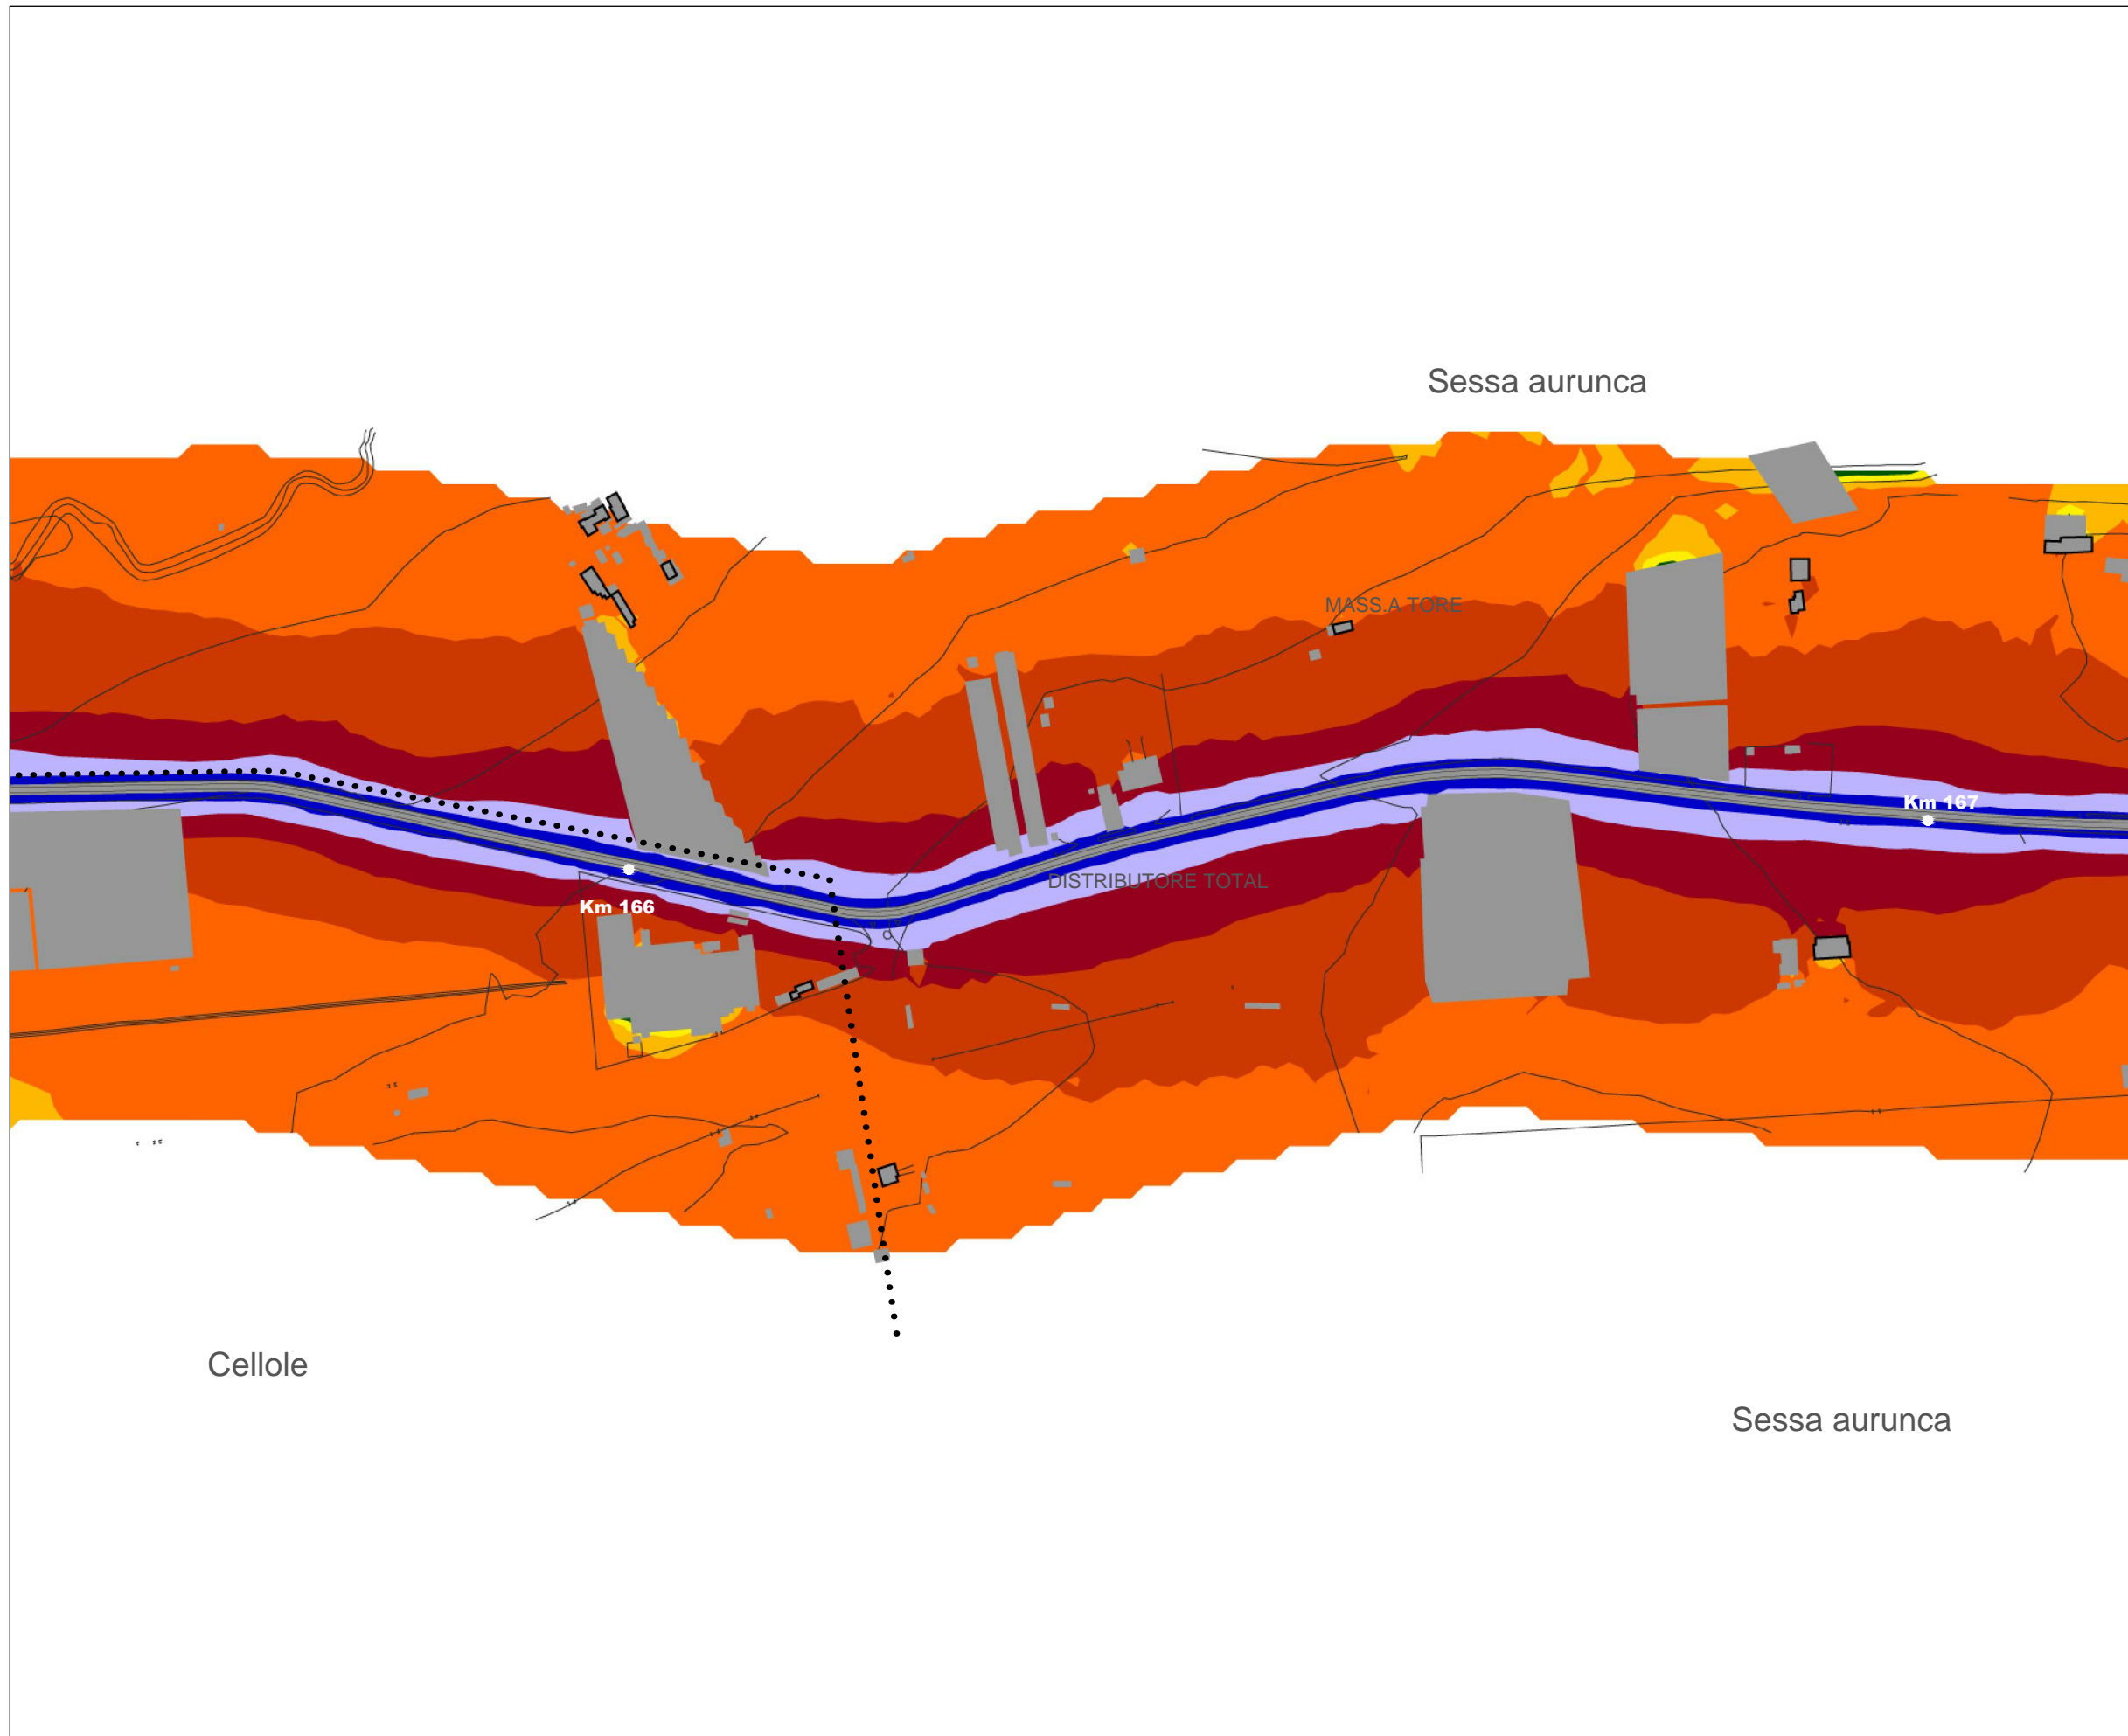 Sessa aurunca
MASS.A TORE
Km 167
DISTRIBUTORE TOTAL
Km 166
Cellole
Sessa aurunca